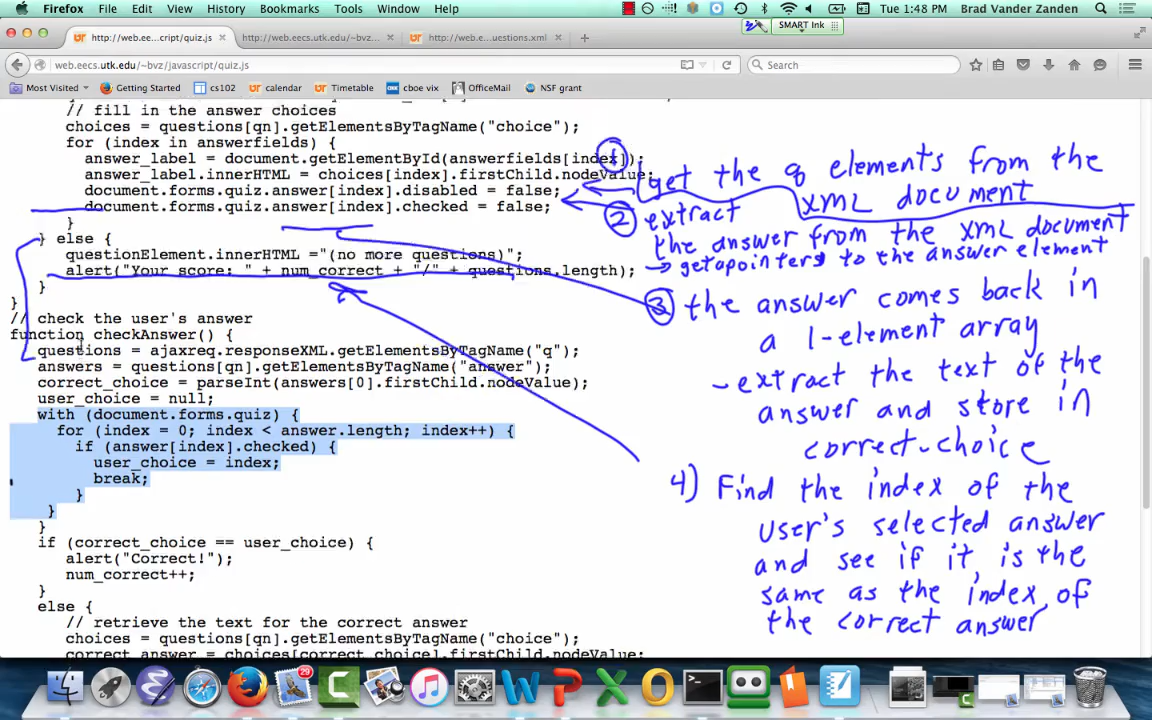 Firefox File Edit View History Bookmarks Tools Window Help Tue 1:48 PM Brad Vander Zanden
SMART Ink
http://web.ee...cript/quiz.js http://web.eecs.utk.edu/~bvz... http://web.e...uestions.xml
web.eecs.utk.edu/~bvz/javascript/quiz.js Search
Most Visited Getting Started cs102 calendar Timetable cboe vix OfficeMail NSF grant
// fill in the answer choices
choices = questions[qn].getElementsByTagName("choice");
for (index in answerfields) {
answer_label = document.getElementById(answerfields[index]);
answer_label.innerHTML = choices[index].firstChild.nodeValue;
document.forms.quiz.answer[index].disabled = false;
document.forms.quiz.answer[index].checked = false;
}
} else {
questionElement.innerHTML ="(no more questions)";
alert("Your score: " + num_correct + "/" + questions.length);
}
}
// check the user's answer
function checkAnswer() {
questions = ajaxreq.responseXML.getElementsByTagName("q");
answers = questions[qn].getElementsByTagName("answer");
correct_choice = parseInt(answers[0].firstChild.nodeValue);
user_choice = null;
with (document.forms.quiz) {
for (index = 0; index < answer.length; index++) {
if (answer[index].checked) {
user_choice = index;
break;
}
}
}
if (correct_choice == user_choice) {
alert("Correct!");
num_correct++;
}
else {
// retrieve the text for the correct answer
choices = questions[qn].getElementsByTagName("choice");
correct = choices[correct_choice].firstChild.nodeValue;
1 get the q elements from the
XML document
2 extract
the answer from the XML document
→ get a pointers to the answer element
3 the answer comes back in
a 1-element array
- extract the text of the
answer and store in
correct_choice
4) Find the index of the
user's selected answer
and see if it is the
same as the index of
the correct answer
29